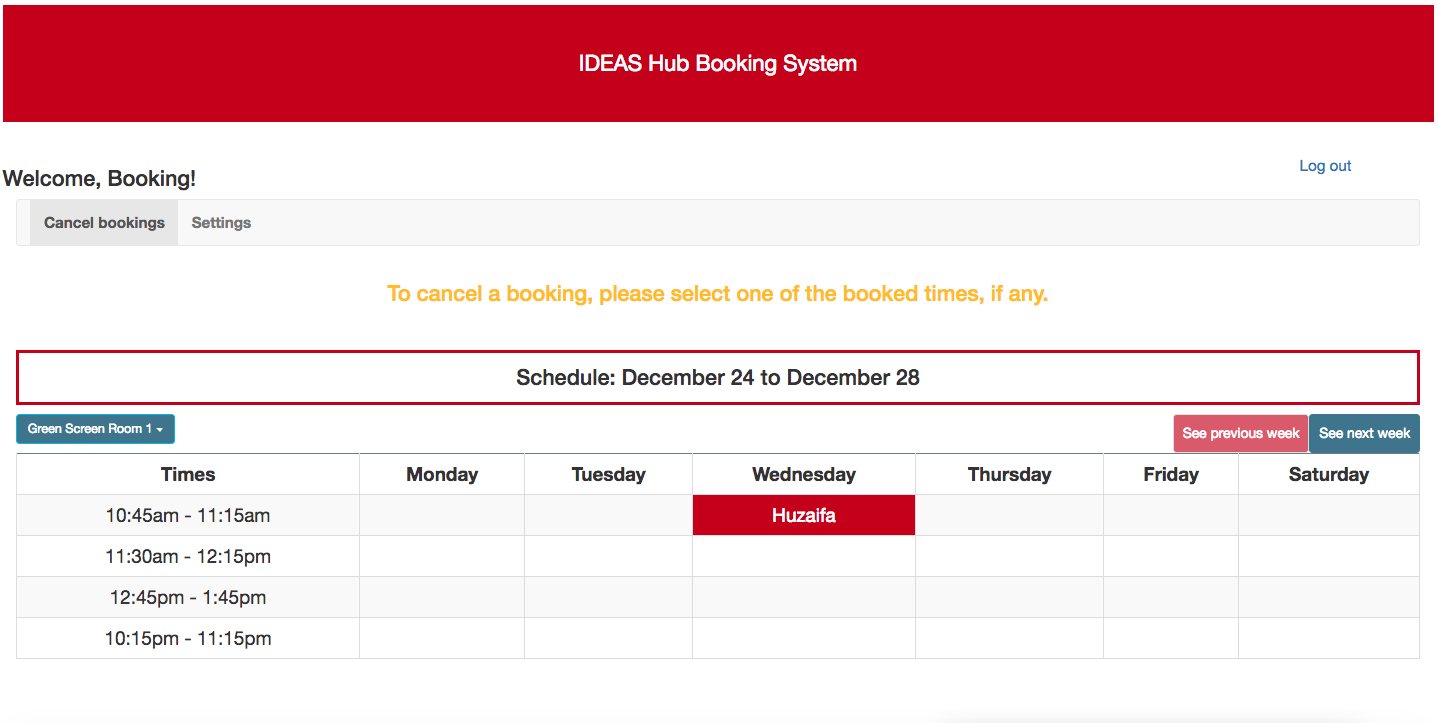 IDEAS Hub Booking System
Log out
Welcome, Booking!
Cancel bookings Settings
To cancel a booking, please select one of the booked times, if any.
Schedule: December 24 to December 28
Green Screen Room 1 See previous week See next week
Times Monday Tuesday Wednesday Thursday Friday Saturday
10:45am - 11:15am Huzaifa
11:30am - 12:15pm
12:45pm - 1:45pm
10:15pm - 11:15pm